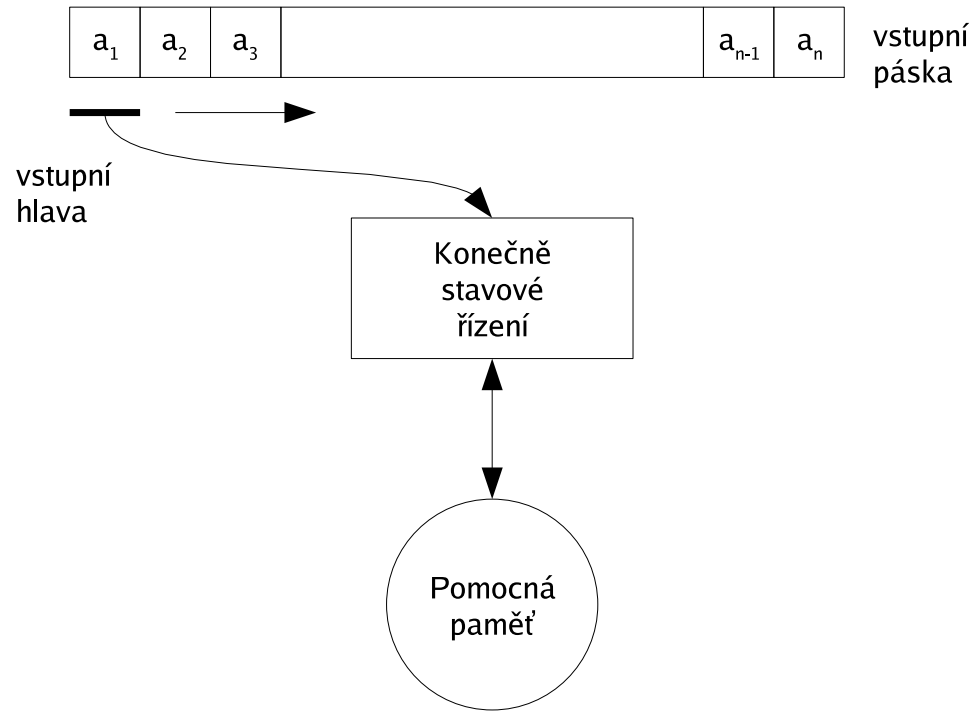 a₁ a₂ a₃ aₙ₋₁ aₙ
vstupní
páska
vstupní
hlava
Konečně
stavové
řízení
Pomocná
paměť